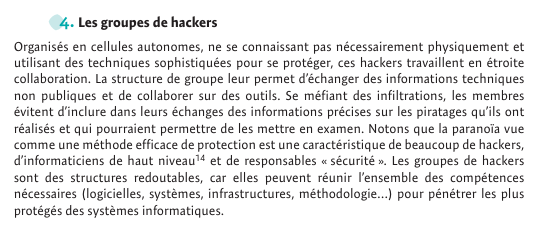 4. Les groupes de hackers
Organisés en cellules autonomes, ne se connaissant pas nécessairement physiquement et
utilisant des techniques sophistiquées pour se protéger, ces hackers travaillent en étroite
collaboration. La structure de groupe leur permet d'échanger des informations techniques
non publiques et de collaborer sur des outils. Se méfiant des infiltrations, les membres
évitent d'inclure dans leurs échanges des informations précises sur les piratages qu'ils ont
réalisés et qui pourraient permettre de les mettre en examen. Notons que la paranoïa vue
comme une méthode efficace de protection est une caractéristique de beaucoup de hackers,
d'informaticiens de haut niveau¹⁴ et de responsables « sécurité ». Les groupes de hackers
sont des structures redoutables, car elles peuvent réunir l'ensemble des compétences
nécessaires (logicielles, systèmes, infrastructures, méthodologie...) pour pénétrer les plus
protégés des systèmes informatiques.